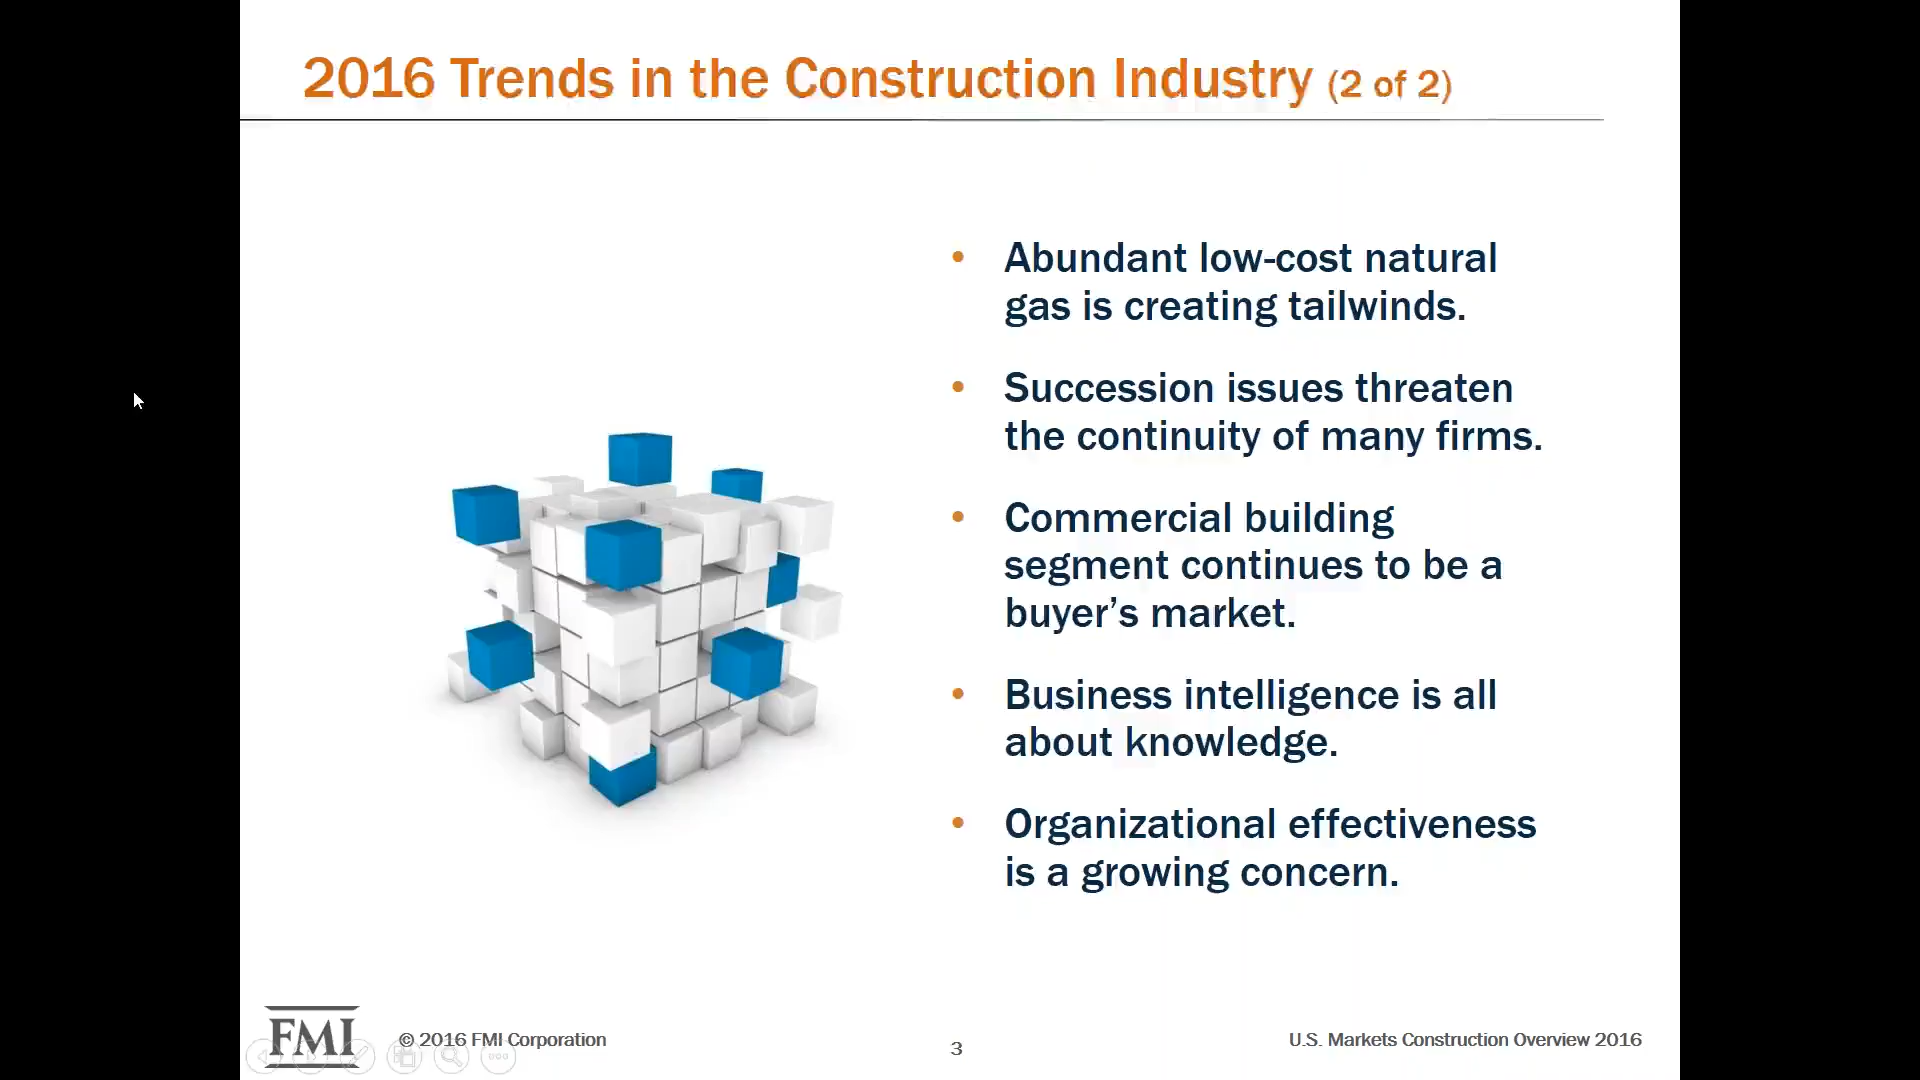 2016 Trends in the Construction Industry (2 of 2)
• Abundant low-cost natural
gas is creating tailwinds.
• Succession issues threaten
the continuity of many firms.
• Commercial building
segment continues to be a
buyer’s market.
• Business intelligence is all
about knowledge.
• Organizational effectiveness
is a growing concern.
FMI
© 2016 FMI Corporation
3
U.S. Markets Construction Overview 2016